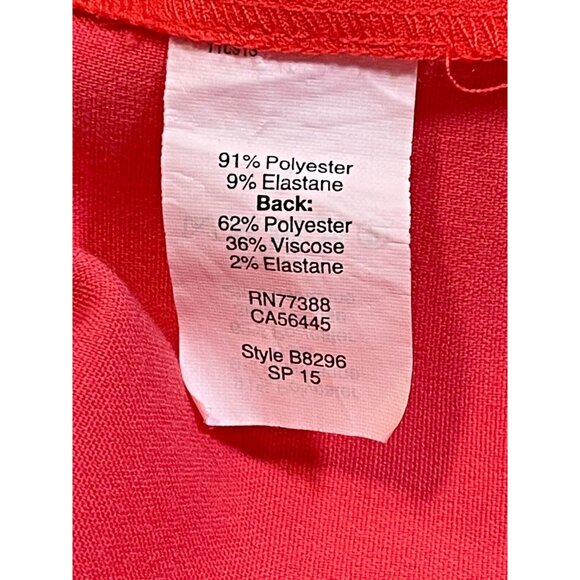 91% Polyester
9% Elastane
Back:
62% Polyester
36% Viscose
2% Elastane
RN77388
CA56445
Style B8296
SP 15